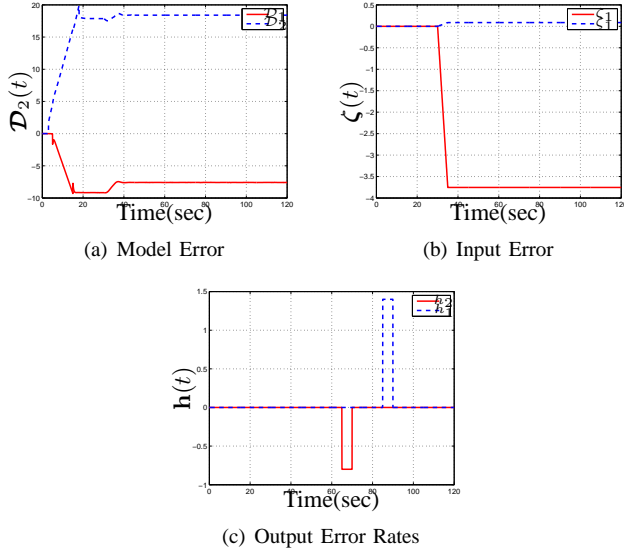 20
15
10
5
0
−5
−10
0 20 40 60 80 100 120
𝓓₂(t)
Time(sec)
(a) Model Error
0.5
0
−0.5
−1
−1.5
−2
−2.5
−3
−3.5
−4
0 20 40 60 80 100 120
ζ(t)
Time(sec)
(b) Input Error
1.5
1
0.5
0
−0.5
−1
0 20 40 60 80 100 120
h2
h1
h(t)
Time(sec)
(c) Output Error Rates